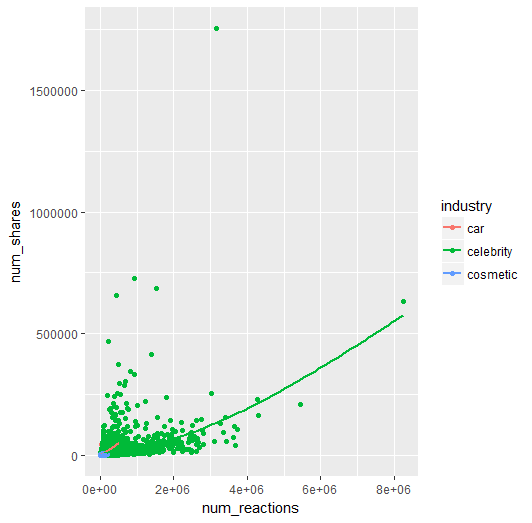 1500000
1000000
500000
0
num_shares
0e+00 2e+06 4e+06 6e+06 8e+06
num_reactions
industry
car
celebrity
cosmetic